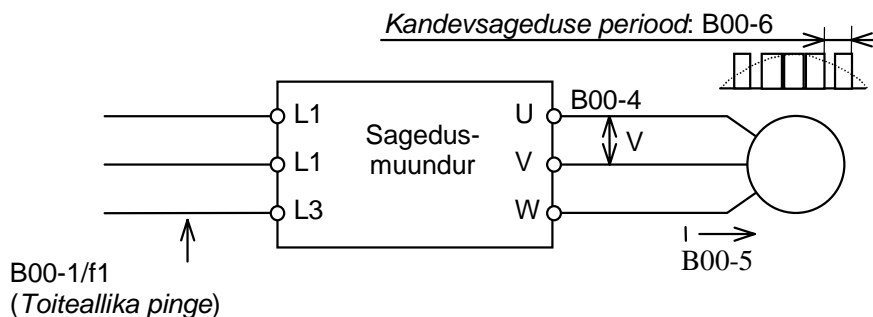 Kandevsageduse periood: B00-6
B00-4
L1
U
Sagedus-
muundur
V
L1
V
L3
W
I
B00-5
B00-1/f1
(Toiteallika pinge)